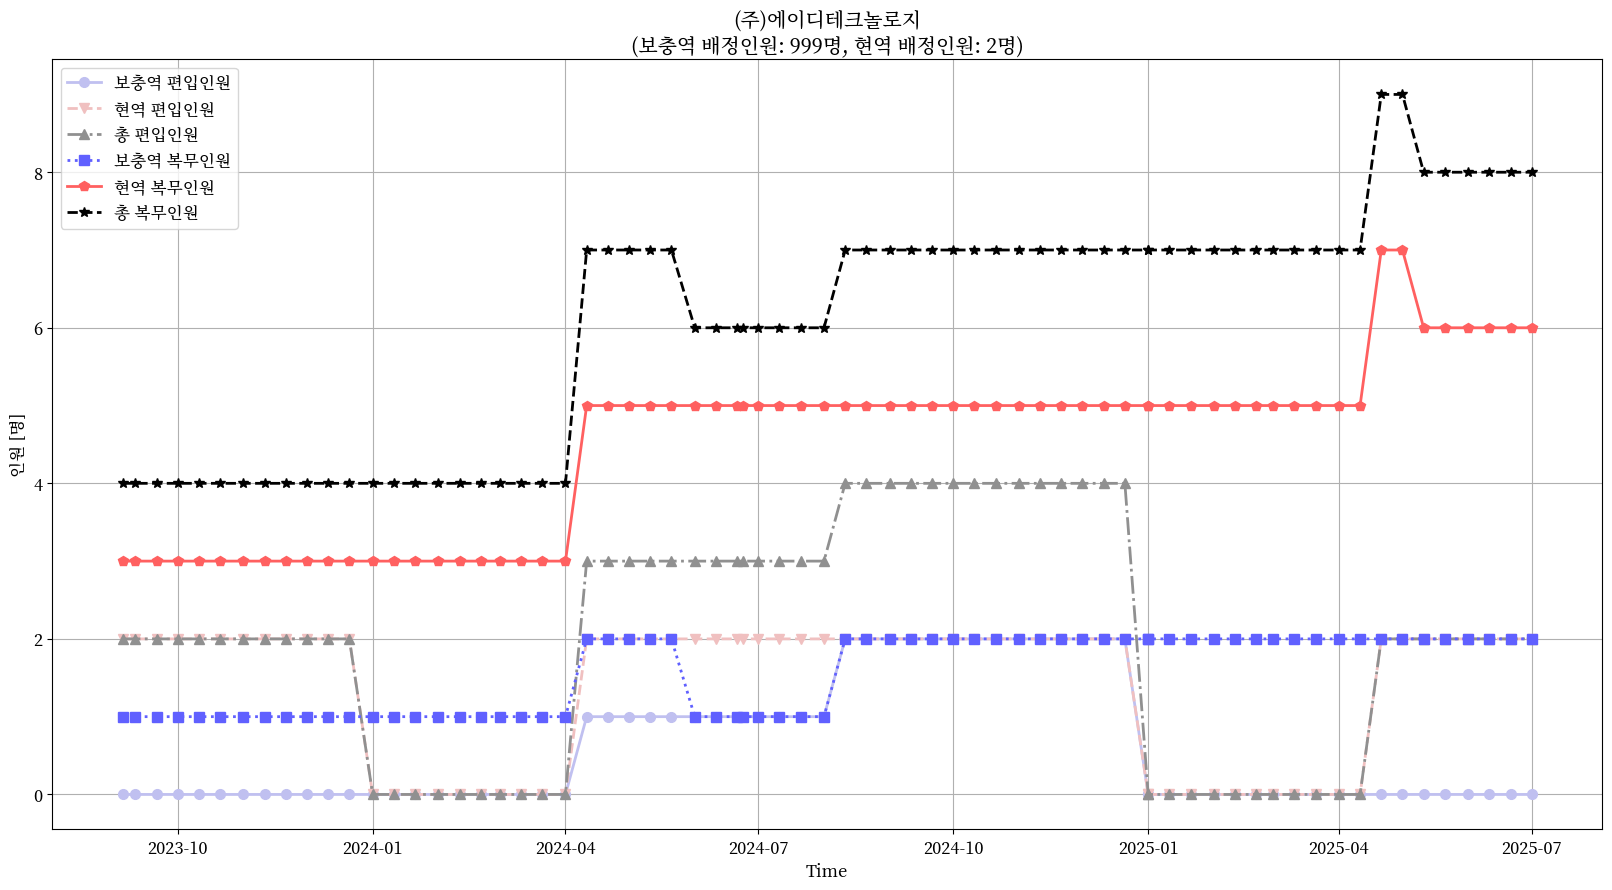 (주)에이디테크놀로지
(보충역 배정인원: 999명, 현역 배정인원: 2명)
보충역 편입인원
현역 편입인원
총 편입인원
보충역 복무인원
현역 복무인원
총 복무인원
인원 [명]
8
6
4
2
0
2023-10
2024-01
2024-04
2024-07
2024-10
2025-01
2025-04
2025-07
Time